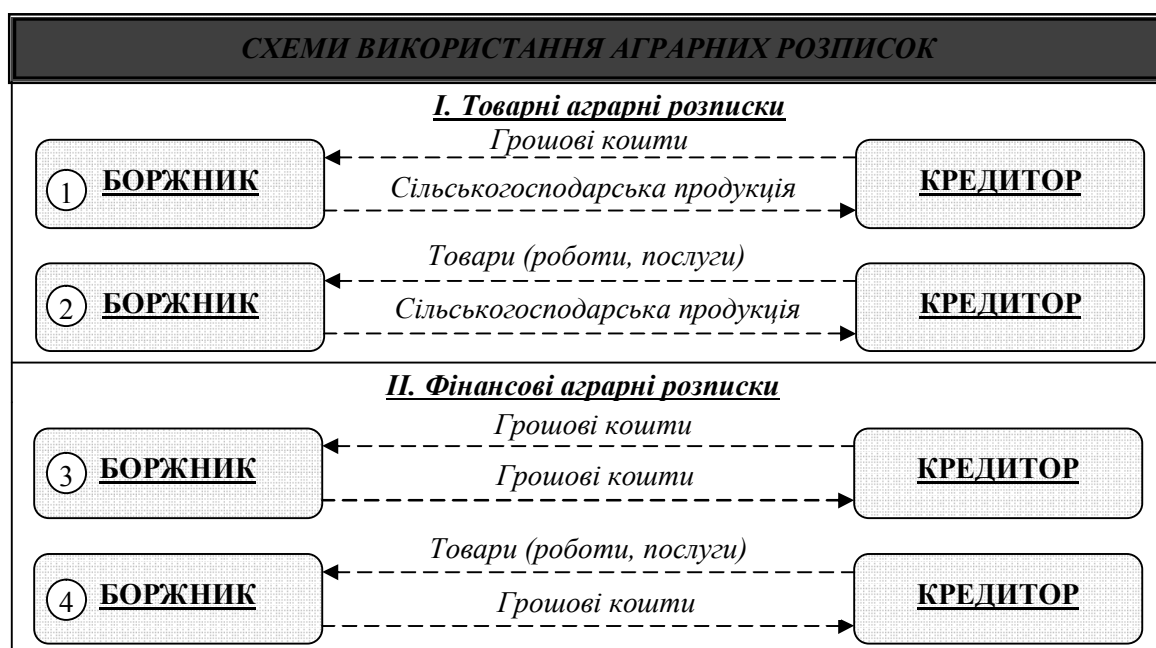 СХЕМИ ВИКОРИСТАННЯ АГРАРНИХ РОЗПИСОК
І. Товарні аграрні розписки
Грошові кошти
1 БОРЖНИК
КРЕДИТОР
Сільськогосподарська продукція
Товари (роботи, послуги)
2 БОРЖНИК
КРЕДИТОР
Сільськогосподарська продукція
ІІ. Фінансові аграрні розписки
Грошові кошти
3 БОРЖНИК
КРЕДИТОР
Грошові кошти
Товари (роботи, послуги)
4 БОРЖНИК
КРЕДИТОР
Грошові кошти